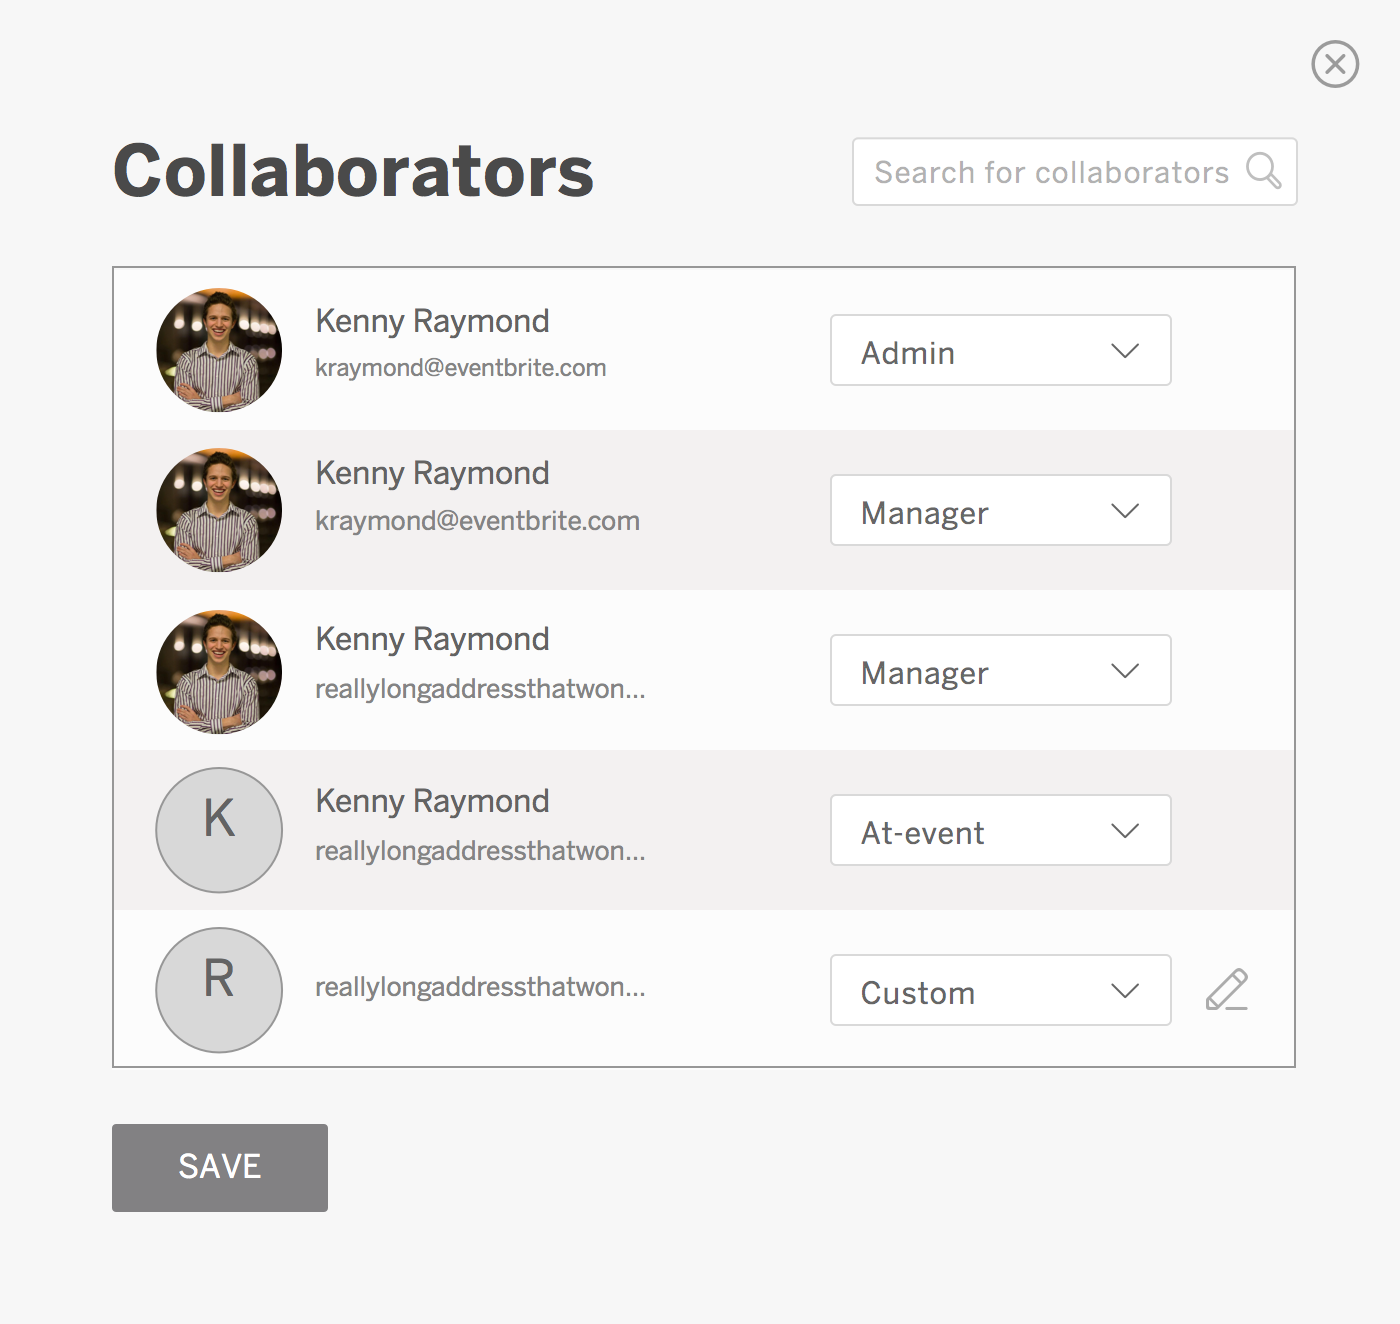 Collaborators
Search for collaborators
Kenny Raymond
kraymond@eventbrite.com
Admin
Kenny Raymond
kraymond@eventbrite.com
Manager
Kenny Raymond
reallylongaddressthatwon...
Manager
K
Kenny Raymond
reallylongaddressthatwon...
At-event
R
reallylongaddressthatwon...
Custom
SAVE